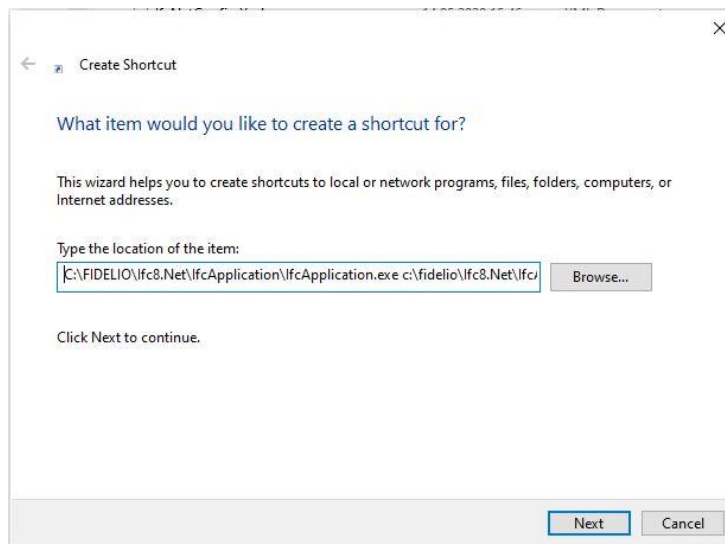 Create Shortcut
What item would you like to create a shortcut for?
This wizard helps you to create shortcuts to local or network programs, files, folders, computers, or
Internet addresses.
Type the location of the item:
C:\FIDELIO\Ifc8.Net\IfcApplication\IfcApplication.exe c:\fidelio\Ifc8.Net\Ifc
Browse...
Click Next to continue.
Next
Cancel